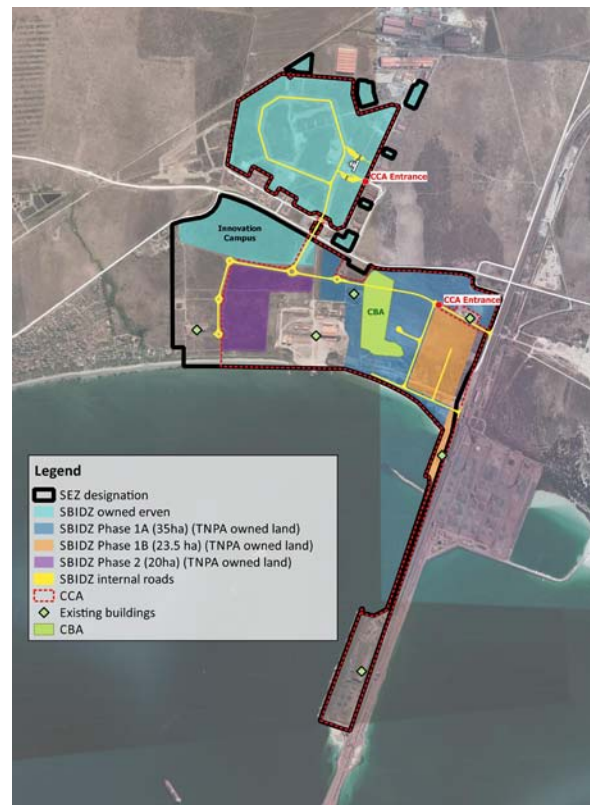 CCA Entrance
Innovation
Campus
CCA Entrance
CBA
Legend
SEZ designation
SBIDZ owned erven
SBIDZ Phase 1A (35ha) (TNPA owned land)
SBIDZ Phase 1B (23.5 ha) (TNPA owned land)
SBIDZ Phase 2 (20ha) (TNPA owned land)
SBIDZ internal roads
CCA
Existing buildings
CBA